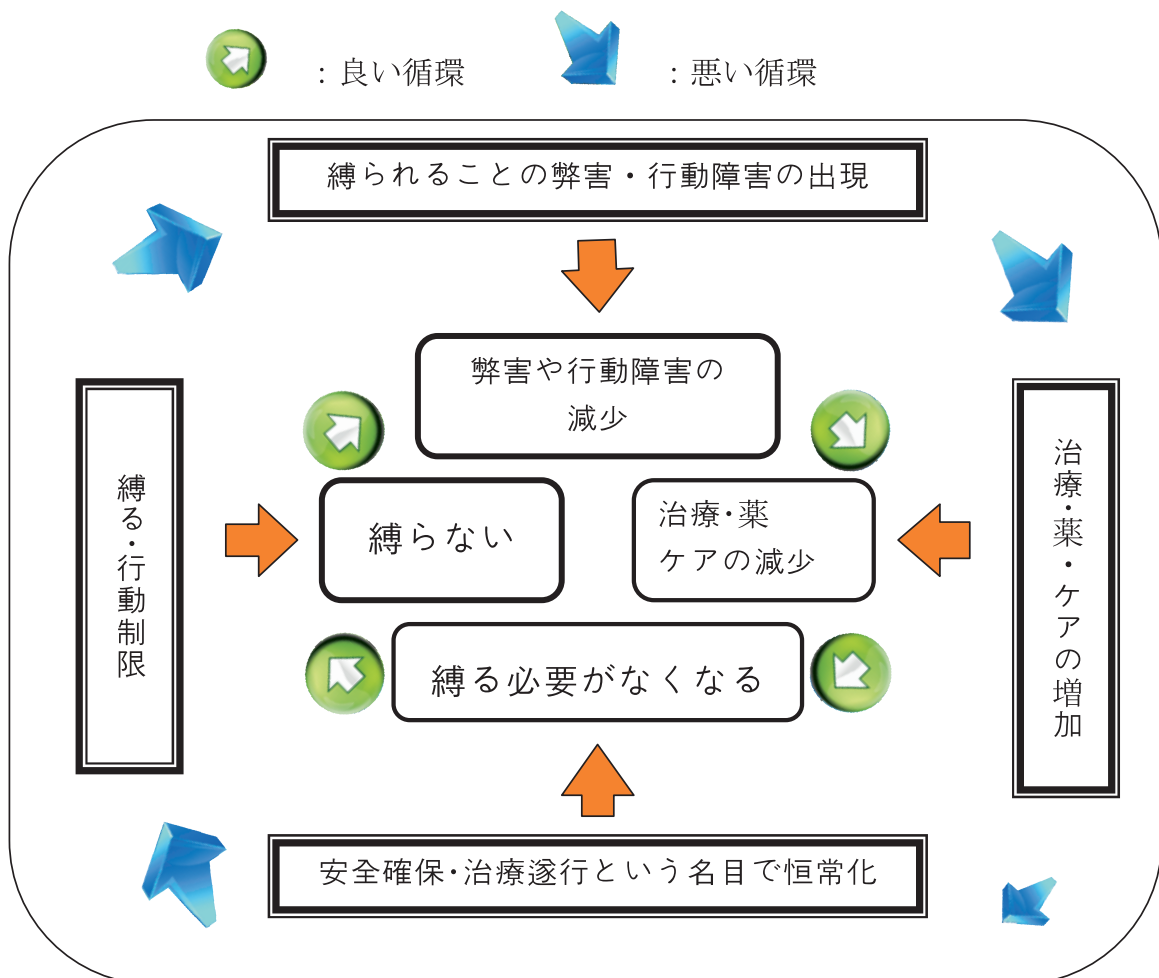 ：良い循環
：悪い循環
縛られることの弊害・行動障害の出現
弊害や行動障害の
減少
縛る・行動制限
縛らない
治療・薬
ケアの減少
治療・薬・ケアの増加
縛る必要がなくなる
安全確保・治療遂行という名目で恒常化